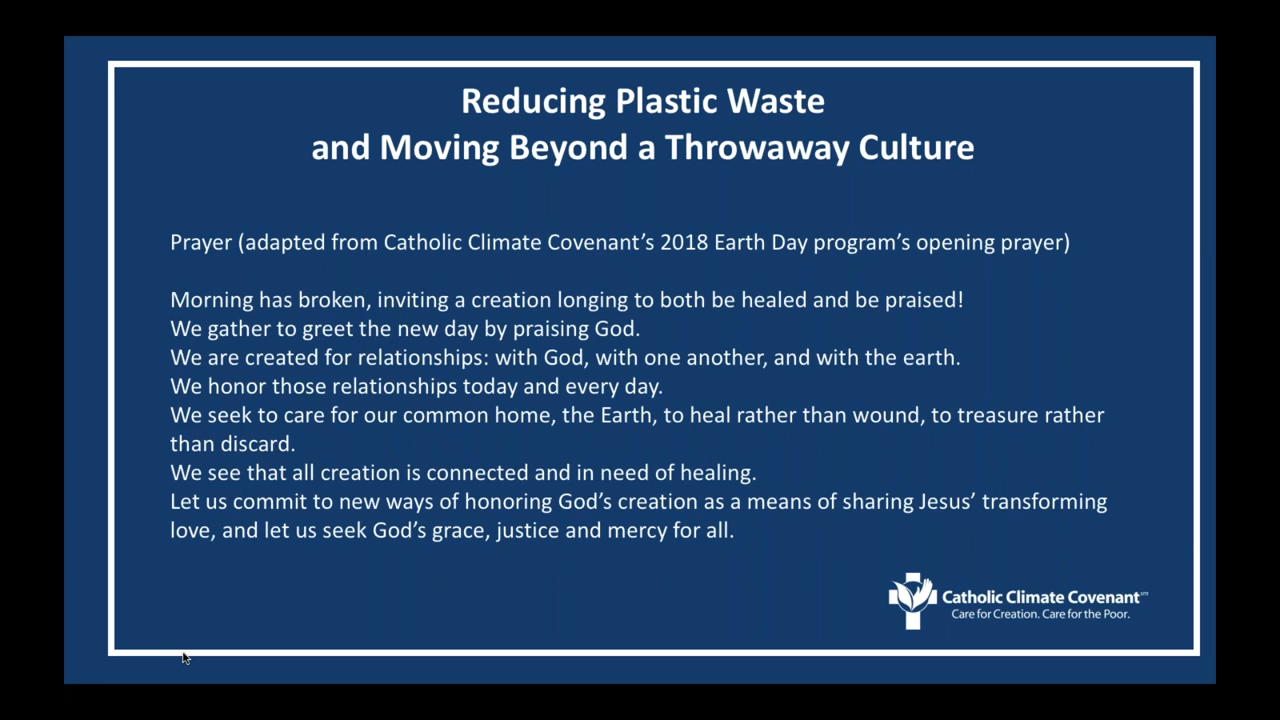 Reducing Plastic Waste
and Moving Beyond a Throwaway Culture
Prayer (adapted from Catholic Climate Covenant’s 2018 Earth Day program’s opening prayer)
Morning has broken, inviting a creation longing to both be healed and be praised!
We gather to greet the new day by praising God.
We are created for relationships: with God, with one another, and with the earth.
We honor those relationships today and every day.
We seek to care for our common home, the Earth, to heal rather than wound, to treasure rather
than discard.
We see that all creation is connected and in need of healing.
Let us commit to new ways of honoring God’s creation as a means of sharing Jesus’ transforming
love, and let us seek God’s grace, justice and mercy for all.
Catholic Climate Covenant℠
Care for Creation. Care for the Poor.